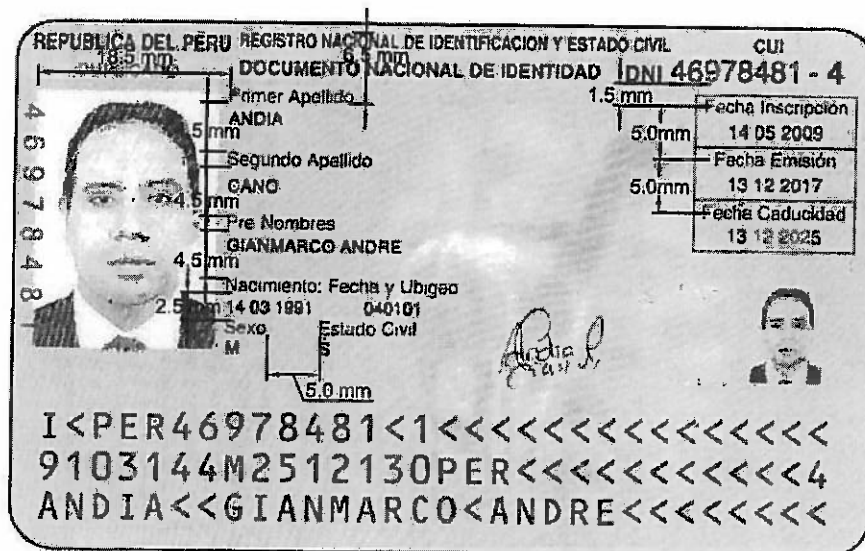 REPUBLICA DEL PERU REGISTRO NACIONAL DE IDENTIFICACION Y ESTADO CIVIL CUI
18.5 mm DOCUMENTO NACIONAL DE IDENTIDAD DNI 46978481 - 4
6.5 mm
Primer Apellido 1.5 mm Fecha Inscripción
ANDIA 5.0mm 14 05 2009
.5 mm
Segundo Apellido Fecha Emisión
CANO 5.0mm 13 12 2017
4.5mm
Pre Nombres Fecha Caducidad
GIANMARCO ANDRE 13 12 2025
4.5mm
Nacimiento: Fecha y Ubigeo
2.5mm 14 03 1991 040101
Sexo Estado Civil
M S
5.0 mm
4697848
I<PER46978481<1<<<<<<<<<<<<<<<
9103144M2512130PER<<<<<<<<<<<4
ANDIA<<GIANMARCO<ANDRE<<<<<<<<